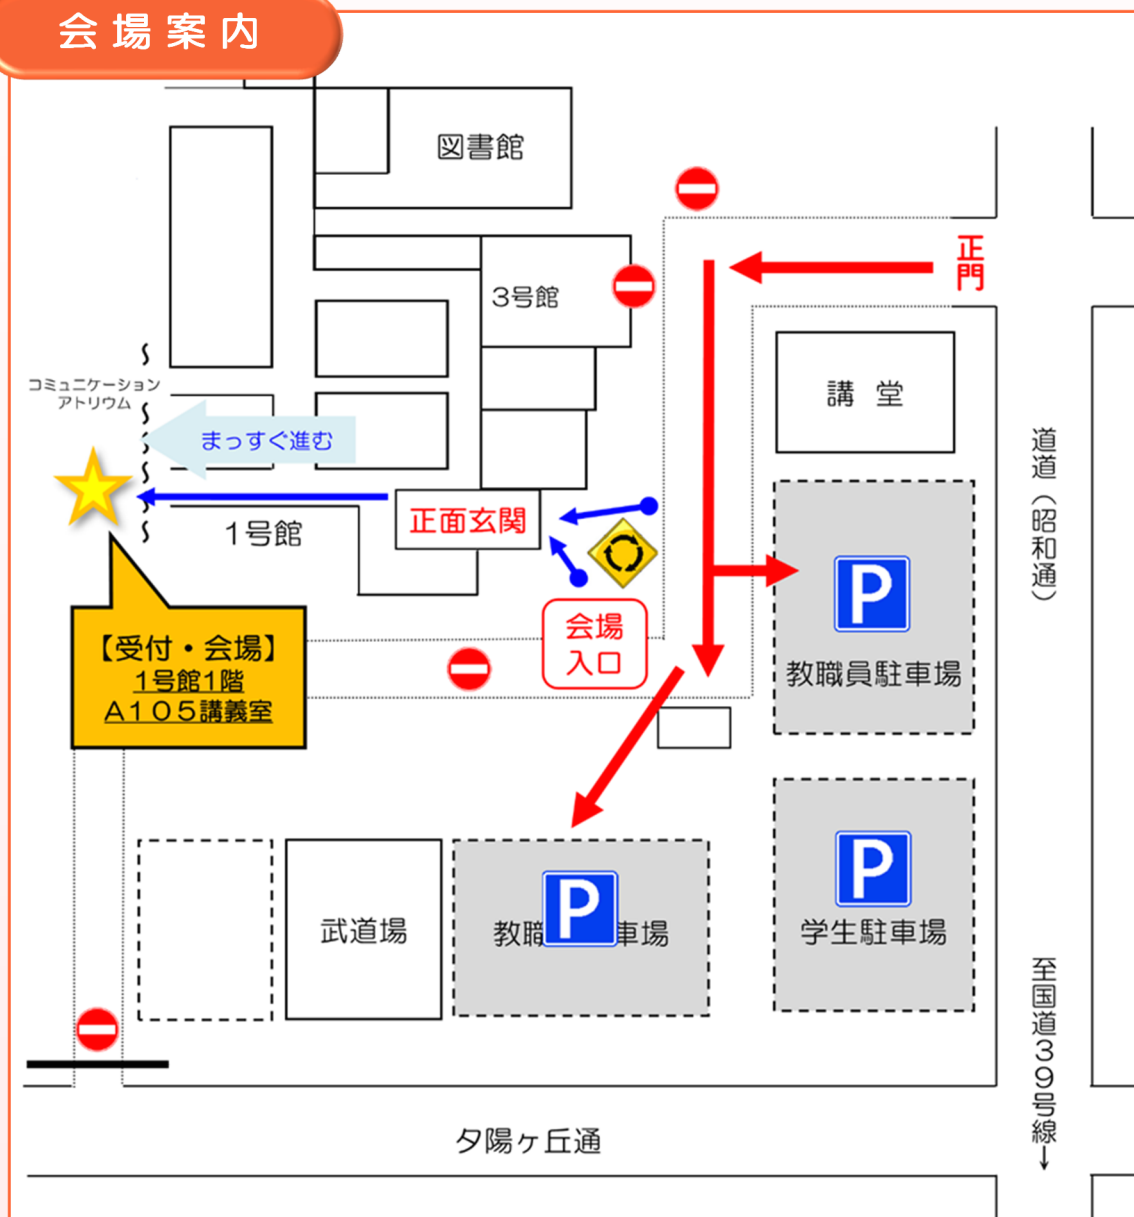 会場案内
図書館
正門
3号館
講堂
コミュニケーション
アトリウム
まっすぐ進む
道道（昭和通）
正面玄関
1号館
会場
入口
【受付・会場】
1号館1階
A105講義室
P
教職員駐車場
P
学生駐車場
武道場
P
教職
車場
至国道39号線↓
夕陽ヶ丘通